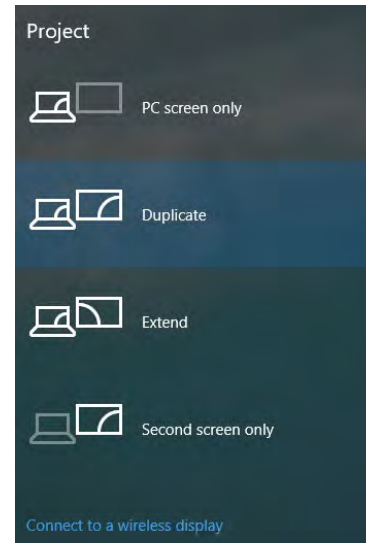 Project
PC screen only
Duplicate
Extend
Second screen only
Connect to a wireless display